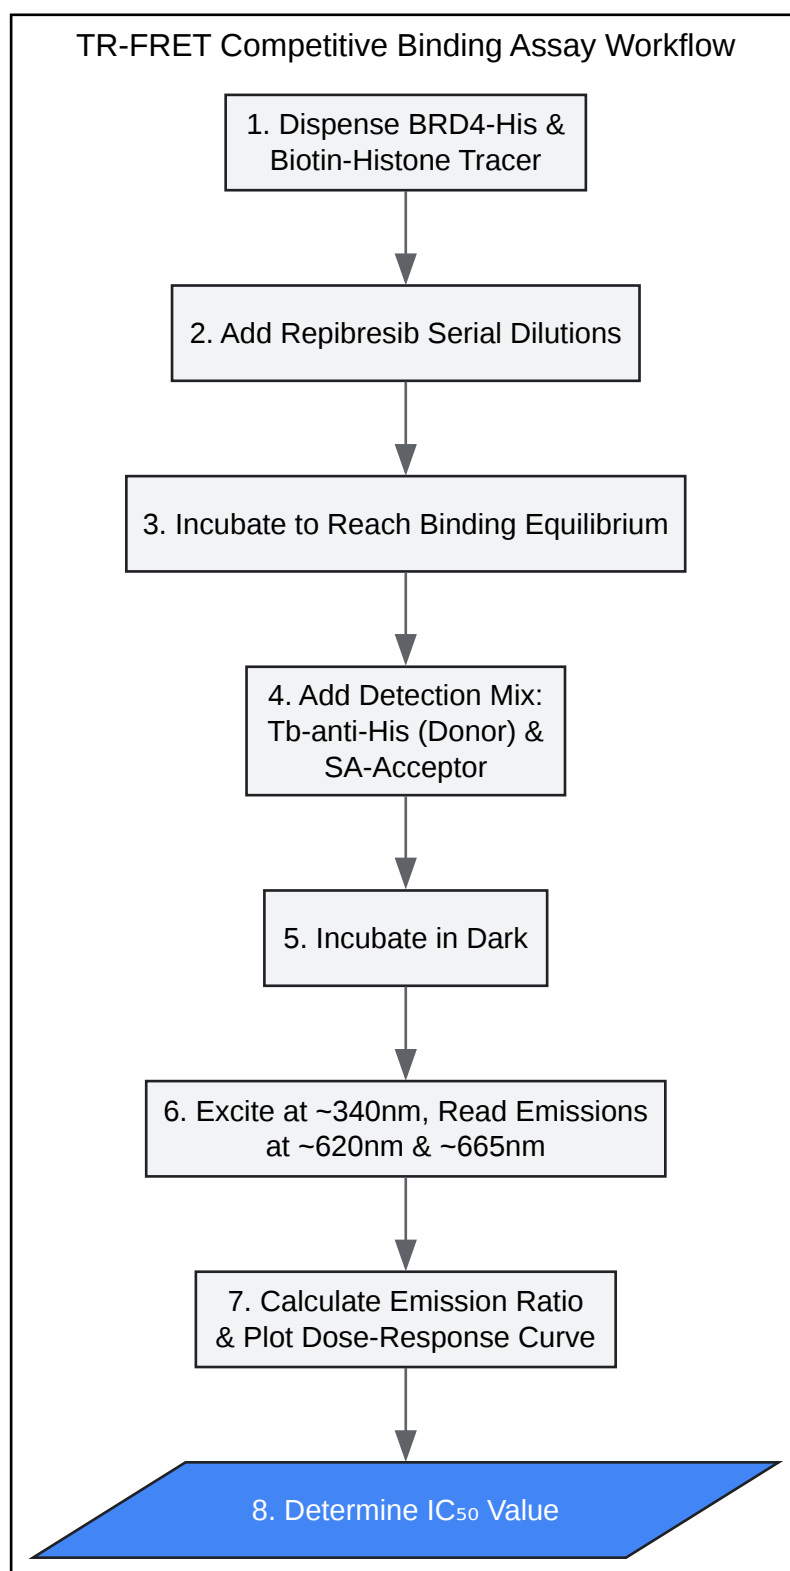 TR-FRET Competitive Binding Assay Workflow
1. Dispense BRD4-His &
Biotin-Histone Tracer
2. Add Repibresib Serial Dilutions
3. Incubate to Reach Binding Equilibrium
4. Add Detection Mix:
Tb-anti-His (Donor) &
SA-Acceptor
5. Incubate in Dark
6. Excite at ~340nm, Read Emissions
at ~620nm & ~665nm
7. Calculate Emission Ratio
& Plot Dose-Response Curve
8. Determine IC₅₀ Value